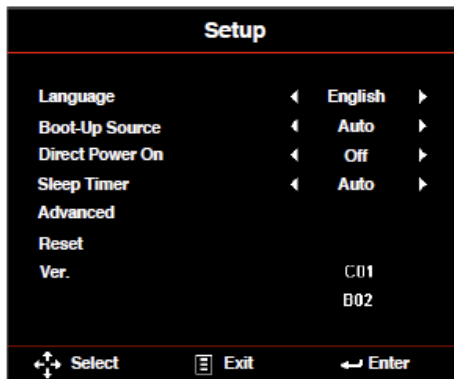 Setup
Language English
Boot-Up Source Auto
Direct Power On Off
Sleep Timer Auto
Advanced
Reset
Ver. C01
B02
Select Exit Enter